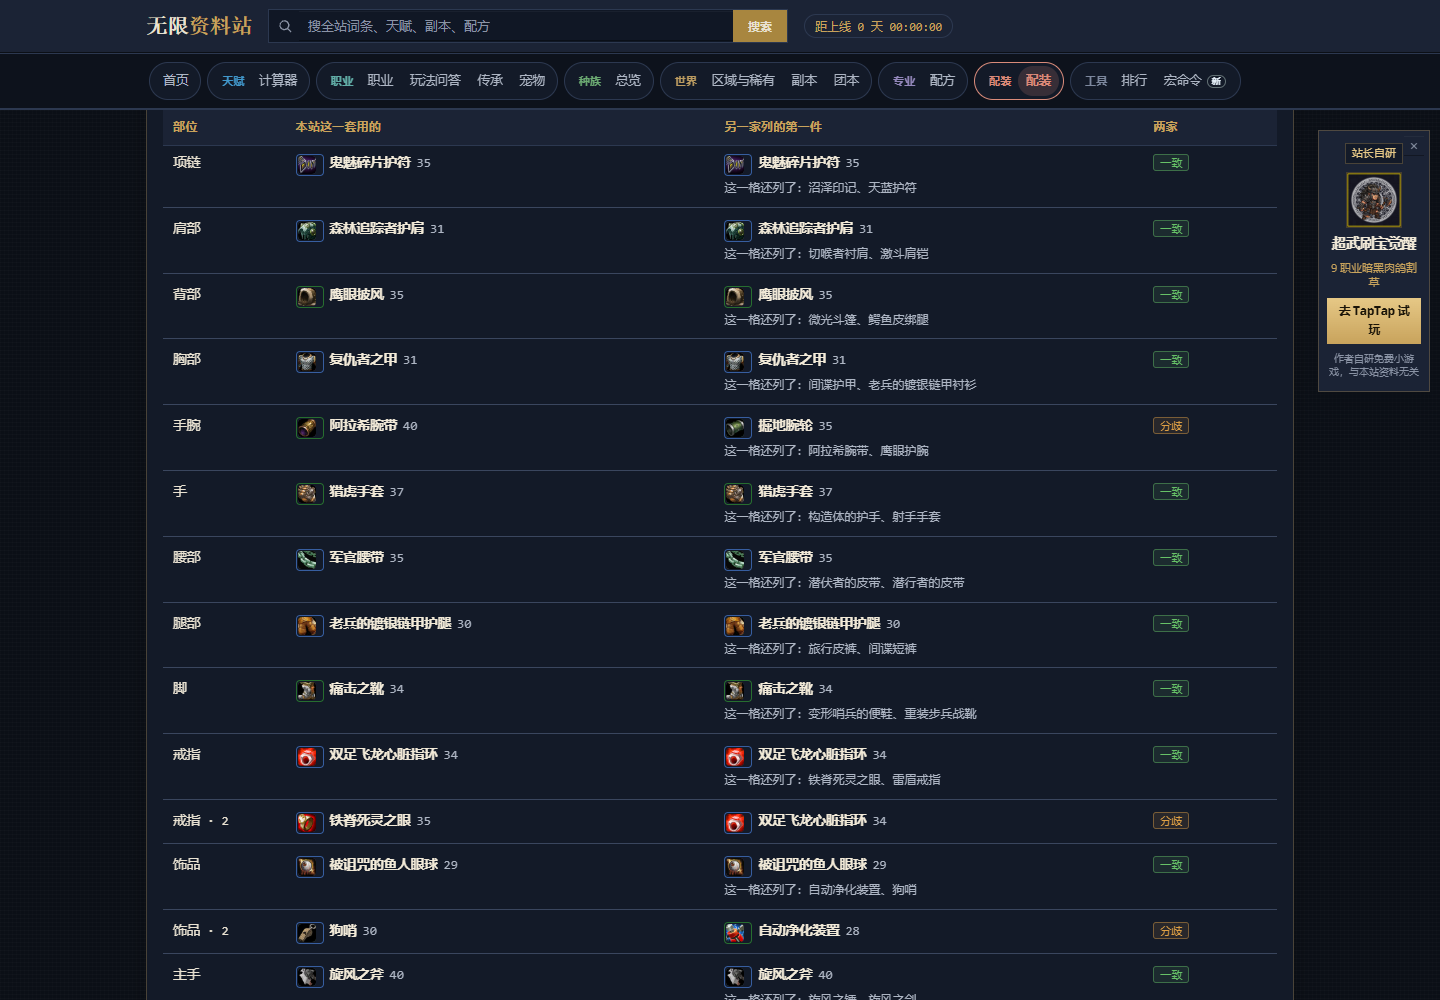 无限资料站
搜全站词条、天赋、副本、配方
搜索
距上线 0 天 00:00:00
首页
天赋 计算器
职业 职业 玩法问答 传承 宠物
种族 总览
世界 区域与稀有 副本 团本
专业 配方
配装 配装
工具 排行 宏命令 新
部位 本站这一套用的 另一家列的第一件 两家
项链 鬼魅碎片护符 35 鬼魅碎片护符 35 一致
这一格还列了: 沼泽印记、天蓝护符
肩部 森林追踪者护肩 31 森林追踪者护肩 31 一致
这一格还列了: 切喉者衬肩、激斗肩铠
背部 鹰眼披风 35 鹰眼披风 35 一致
这一格还列了: 微光斗篷、鳄鱼皮绑腿
胸部 复仇者之甲 31 复仇者之甲 31 一致
这一格还列了: 间谍护甲、老兵的镀银链甲衬衫
手腕 阿拉希腕带 40 掘地腕轮 35 分歧
这一格还列了: 阿拉希腕带、鹰眼护腕
手 猎虎手套 37 猎虎手套 37 一致
这一格还列了: 构造体的护手、射手手套
腰部 军官腰带 35 军官腰带 35 一致
这一格还列了: 潜伏者的皮带、潜行者的皮带
腿部 老兵的镀银链甲护腿 30 老兵的镀银链甲护腿 30 一致
这一格还列了: 旅行皮裤、间谍短裤
脚 痛击之靴 34 痛击之靴 34 一致
这一格还列了: 变形哨兵的便鞋、重装步兵战靴
戒指 双足飞龙心脏指环 34 双足飞龙心脏指环 34 一致
这一格还列了: 铁脊死灵之眼、雷眉戒指
戒指 · 2 铁脊死灵之眼 35 双足飞龙心脏指环 34 分歧
饰品 被诅咒的鱼人眼球 29 被诅咒的鱼人眼球 29 一致
这一格还列了: 自动净化装置、狗哨
饰品 · 2 狗哨 30 自动净化装置 28 分歧
主手 旋风之斧 40 旋风之斧 40 一致
这一格还列了: 旋风之锤、旋风之剑
站长自研
×
超武刷宝觉醒
9 职业暗黑肉鸽割
草
去 TapTap 试
玩
作者自研免费小游
戏，与本站资料无关